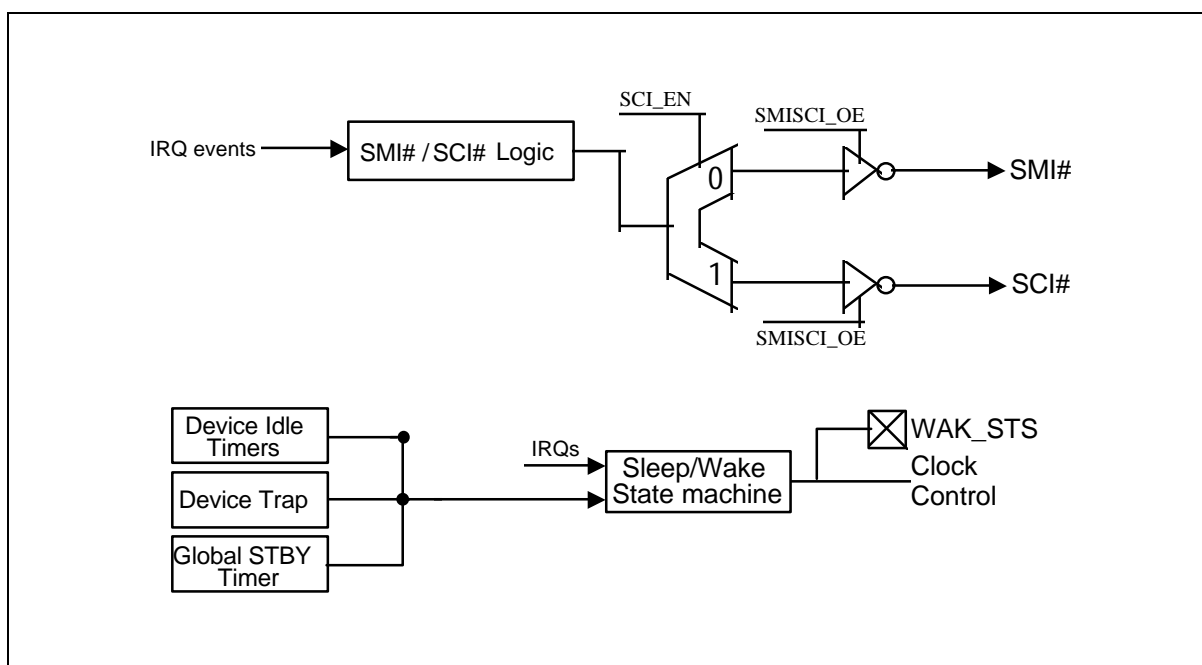 SCI_EN
SMISCI_OE
IRQ events
SMI# / SCI# Logic
0
SMI#
1
SCI#
SMISCI_OE
Device Idle
Timers
Device Trap
Global STBY
Timer
IRQs
Sleep/Wake
State machine
WAK_STS
Clock
Control